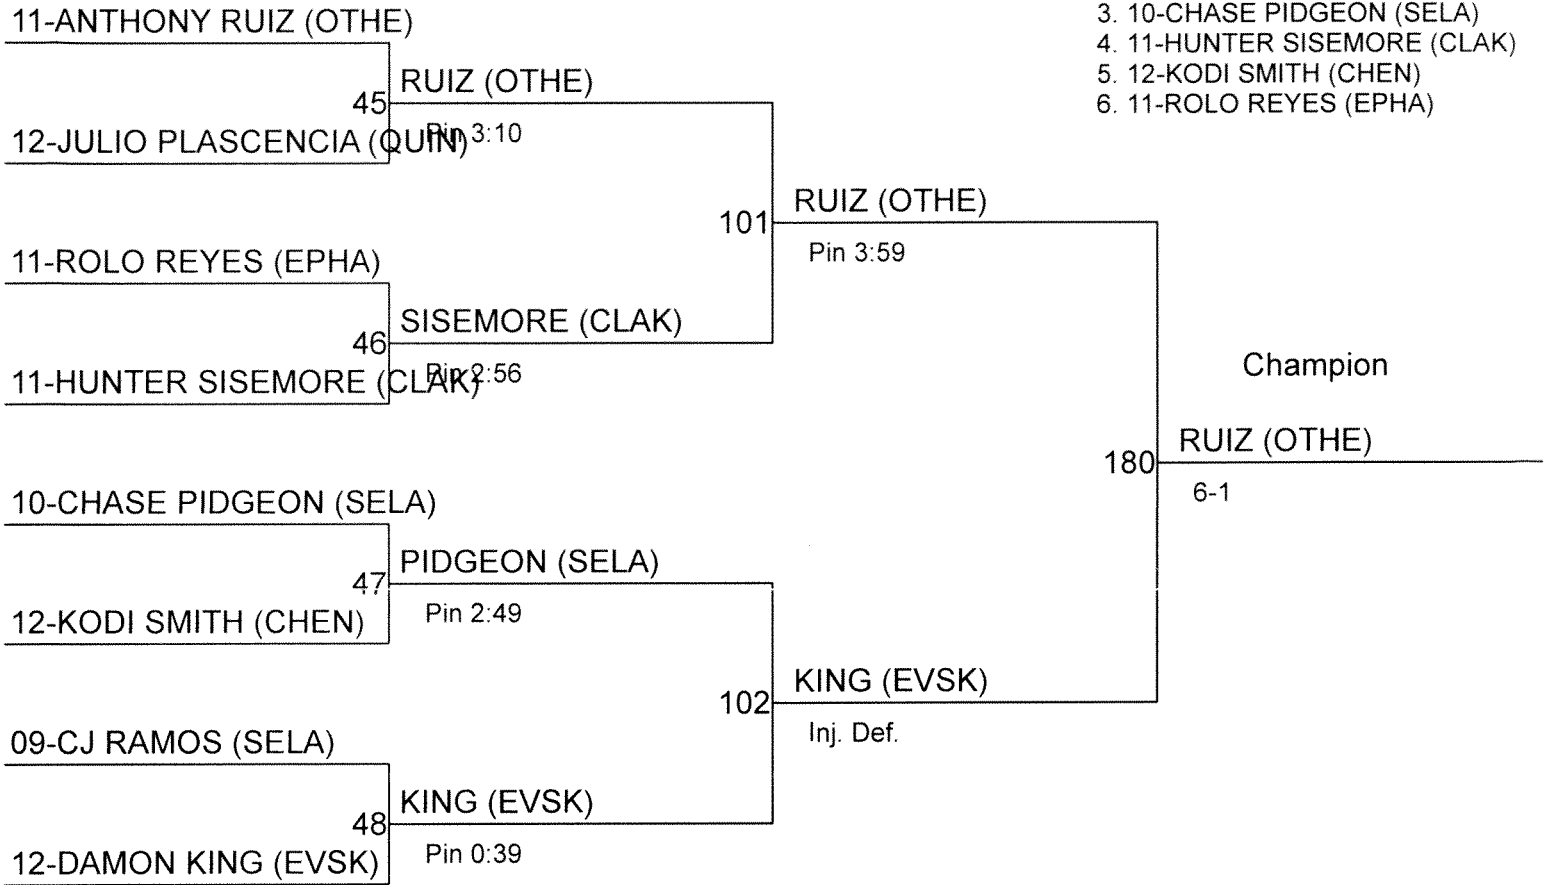 11-ANTHONY RUIZ (OTHE)
3. 10-CHASE PIDGEON (SELA)
4. 11-HUNTER SISEMORE (CLAK)
5. 12-KODI SMITH (CHEN)
6. 11-ROLO REYES (EPHA)
RUIZ (OTHE)
45
Pin 3:10
12-JULIO PLASCENCIA (QUIN)
RUIZ (OTHE)
101
Pin 3:59
11-ROLO REYES (EPHA)
SISEMORE (CLAK)
46
Pin 2:56
11-HUNTER SISEMORE (CLAK)
Champion
RUIZ (OTHE)
180
6-1
10-CHASE PIDGEON (SELA)
PIDGEON (SELA)
47
Pin 2:49
12-KODI SMITH (CHEN)
KING (EVSK)
102
Inj. Def.
09-CJ RAMOS (SELA)
KING (EVSK)
48
Pin 0:39
12-DAMON KING (EVSK)